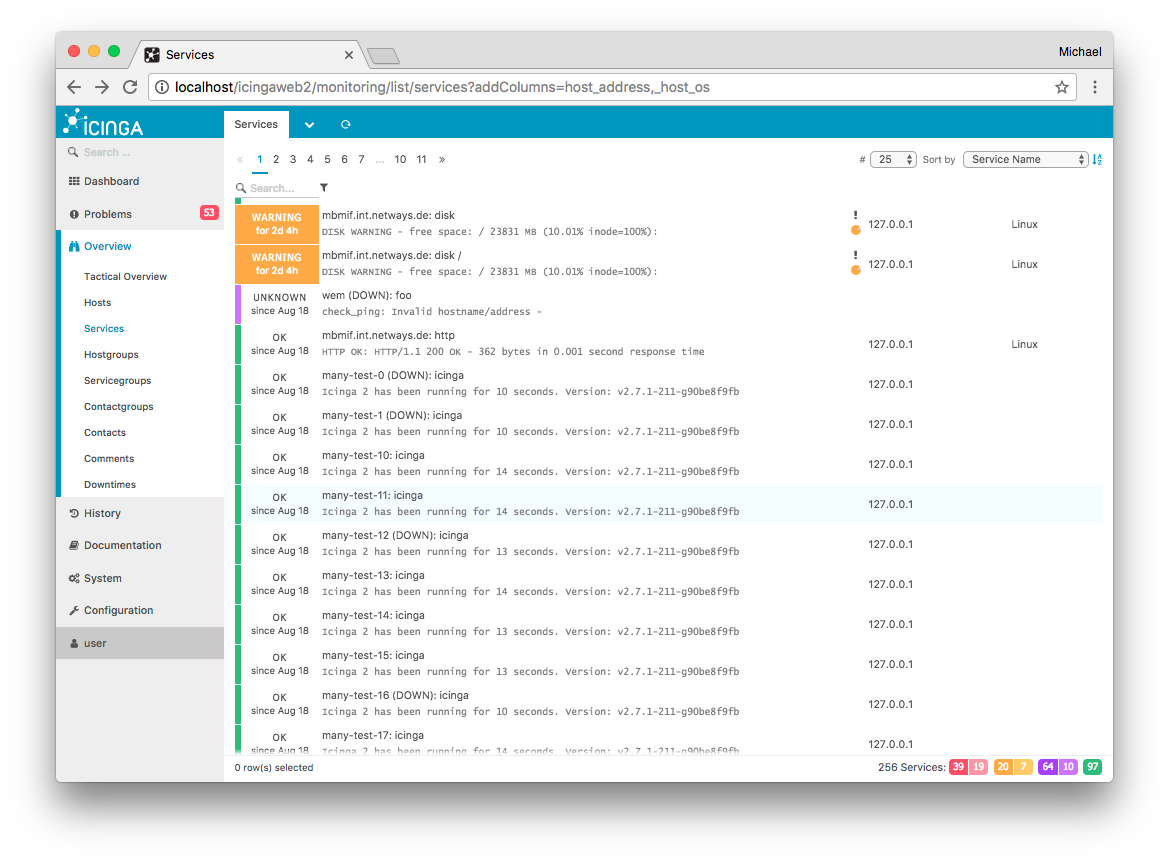 Services
Michael
localhost/icingaweb2/monitoring/list/services?addColumns=host_address,_host_os
ICINGA
Services
Search ...
Dashboard
Problems 53
Overview
Tactical Overview
Hosts
Services
Hostgroups
Servicegroups
Contactgroups
Contacts
Comments
Downtimes
History
Documentation
System
Configuration
user
« 1 2 3 4 5 6 7 ... 10 11 »
# 25 Sort by Service Name
Search...
WARNING mbmif.int.netways.de: disk ! 127.0.0.1 Linux
for 2d 4h DISK WARNING - free space: / 23831 MB (10.01% inode=100%):
WARNING mbmif.int.netways.de: disk / ! 127.0.0.1 Linux
for 2d 4h DISK WARNING - free space: / 23831 MB (10.01% inode=100%):
UNKNOWN wem (DOWN): foo
since Aug 18 check_ping: Invalid hostname/address -
OK mbmif.int.netways.de: http 127.0.0.1 Linux
since Aug 18 HTTP OK: HTTP/1.1 200 OK - 362 bytes in 0.001 second response time
OK many-test-0 (DOWN): icinga 127.0.0.1
since Aug 18 Icinga 2 has been running for 10 seconds. Version: v2.7.1-211-g90be8f9fb
OK many-test-1 (DOWN): icinga 127.0.0.1
since Aug 18 Icinga 2 has been running for 10 seconds. Version: v2.7.1-211-g90be8f9fb
OK many-test-10: icinga 127.0.0.1
since Aug 18 Icinga 2 has been running for 14 seconds. Version: v2.7.1-211-g90be8f9fb
OK many-test-11: icinga 127.0.0.1
since Aug 18 Icinga 2 has been running for 14 seconds. Version: v2.7.1-211-g90be8f9fb
OK many-test-12 (DOWN): icinga 127.0.0.1
since Aug 18 Icinga 2 has been running for 13 seconds. Version: v2.7.1-211-g90be8f9fb
OK many-test-13: icinga 127.0.0.1
since Aug 18 Icinga 2 has been running for 14 seconds. Version: v2.7.1-211-g90be8f9fb
OK many-test-14: icinga 127.0.0.1
since Aug 18 Icinga 2 has been running for 13 seconds. Version: v2.7.1-211-g90be8f9fb
OK many-test-15: icinga 127.0.0.1
since Aug 18 Icinga 2 has been running for 13 seconds. Version: v2.7.1-211-g90be8f9fb
OK many-test-16 (DOWN): icinga 127.0.0.1
since Aug 18 Icinga 2 has been running for 10 seconds. Version: v2.7.1-211-g90be8f9fb
OK many-test-17: icinga 127.0.0.1
since Aug 18 Icinga 2 has been running for 14 seconds. Version: v2.7.1-211-g90be8f9fb
0 row(s) selected
256 Services: 39 19 20 7 64 10 97